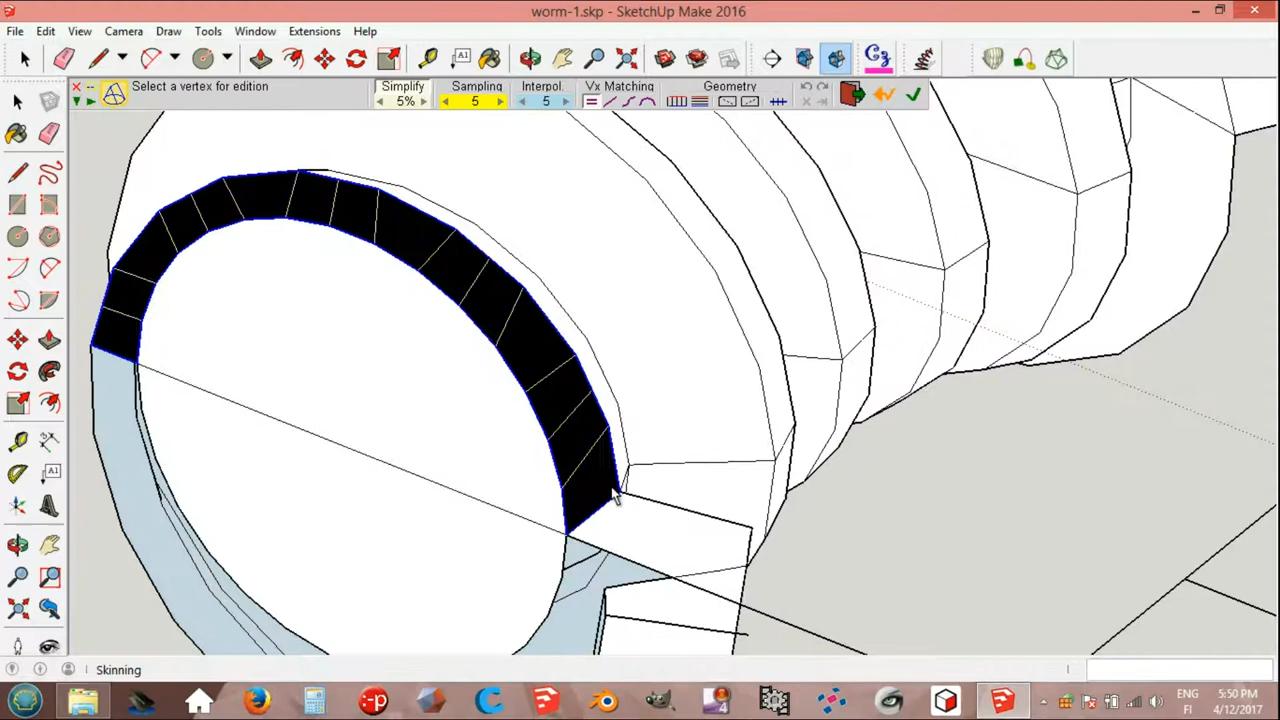 worm-1.skp - SketchUp Make 2016
File Edit View Camera Draw Tools Window Extensions Help
Select a vertex for edition
Simplify Sampling Interpol. Vx Matching Geometry
5% 5 5
Skinning
ENG 5:50 PM
FI 4/12/2017